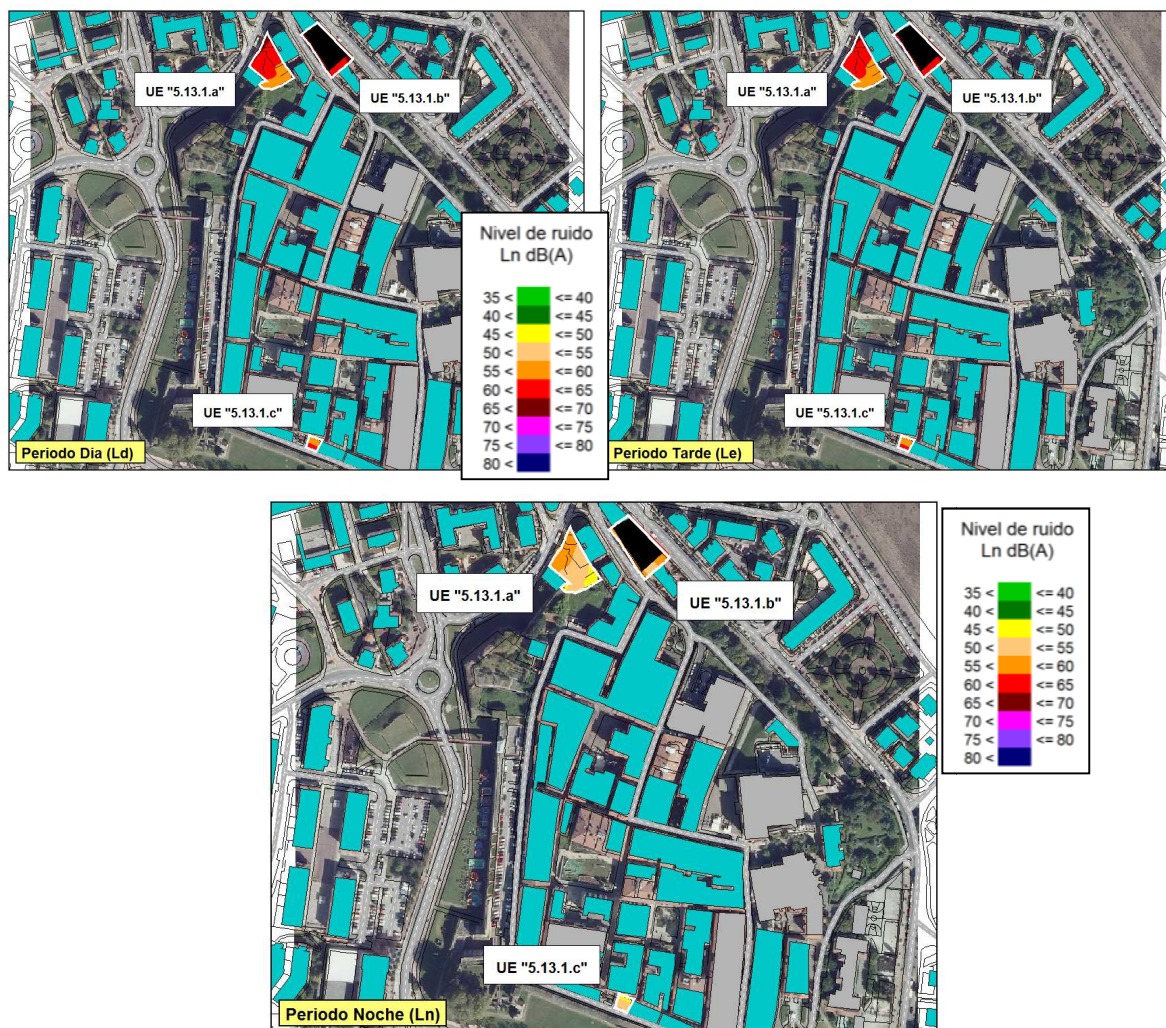 UE "5.13.1.a"
UE "5.13.1.b"
UE "5.13.1.c"
Periodo Dia (Ld)
Nivel de ruido
Ln dB(A)
35 < <= 40
40 < <= 45
45 < <= 50
50 < <= 55
55 < <= 60
60 < <= 65
65 < <= 70
70 < <= 75
75 < <= 80
80 <
UE "5.13.1.a"
UE "5.13.1.b"
UE "5.13.1.c"
Periodo Tarde (Le)
UE "5.13.1.a"
UE "5.13.1.b"
UE "5.13.1.c"
Periodo Noche (Ln)
Nivel de ruido
Ln dB(A)
35 < <= 40
40 < <= 45
45 < <= 50
50 < <= 55
55 < <= 60
60 < <= 65
65 < <= 70
70 < <= 75
75 < <= 80
80 <